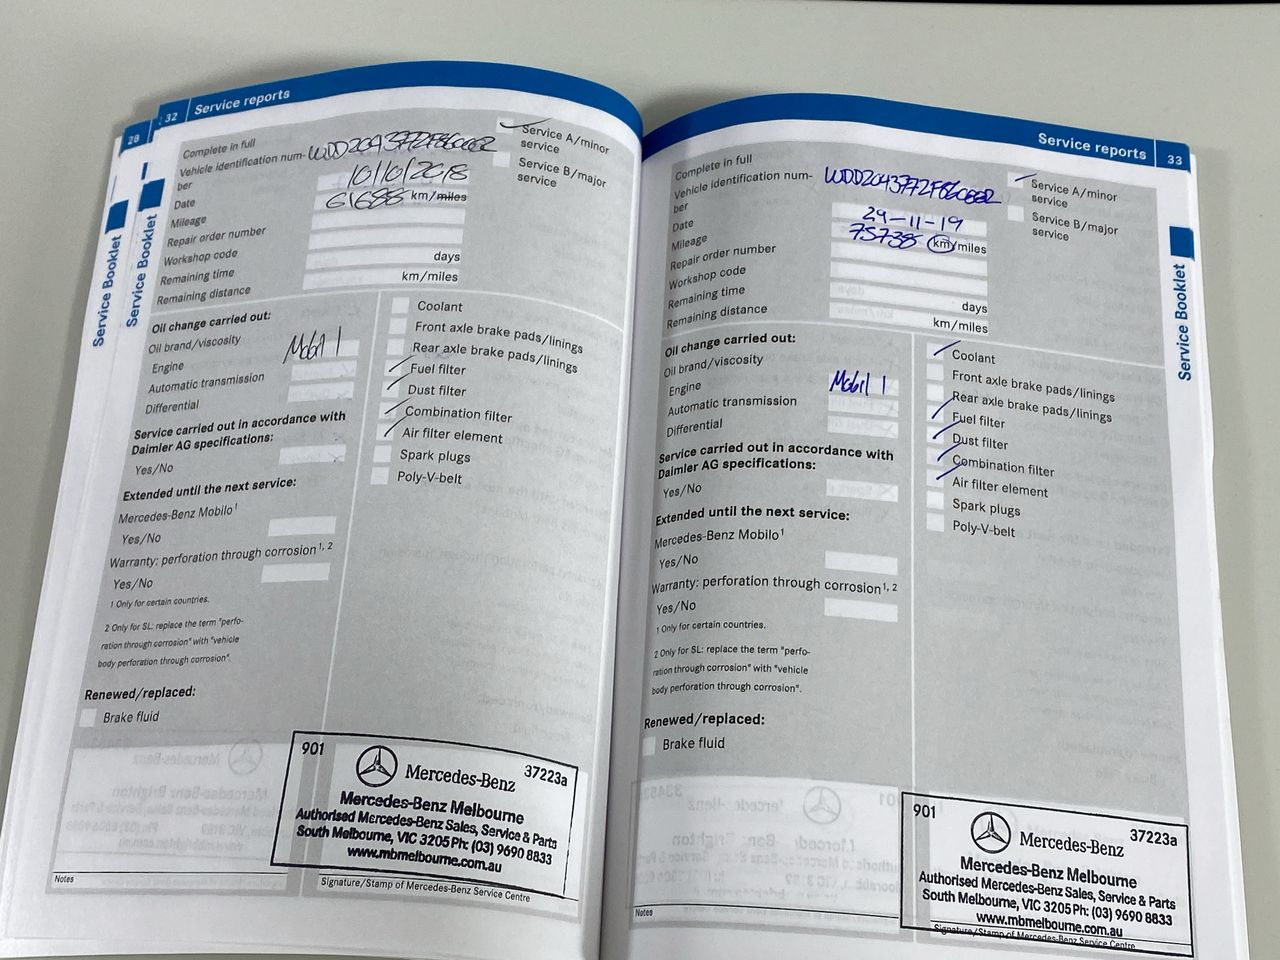 28
32 Service reports
Complete in full
Vehicle identification num-
ber
Date 10/10/2018
Mileage 61688 km/miles
Repair order number
Workshop code
Remaining time days
Remaining distance km/miles
Service A/minor
service
Service B/major
service
Oil change carried out:
Oil brand/viscosity
Engine Mobil 1
Automatic transmission
Differential
Service carried out in accordance with
Daimler AG specifications:
Yes/No
Extended until the next service:
Mercedes-Benz Mobilo1
Yes/No
Warranty: perforation through corrosion1, 2
Yes/No
1 Only for certain countries.
2 Only for SL: replace the term "perfo-
ration through corrosion" with "vehicle
body perforation through corrosion".
Renewed/replaced:
Brake fluid
Coolant
Front axle brake pads/linings
Rear axle brake pads/linings
Fuel filter
Dust filter
Combination filter
Air filter element
Spark plugs
Poly-V-belt
901 37223a
Mercedes-Benz
Mercedes-Benz Melbourne
Authorised Mercedes-Benz Sales, Service & Parts
South Melbourne, VIC 3205 Ph: (03) 9690 8833
www.mbmelbourne.com.au
Notes
Signature/Stamp of Mercedes-Benz Service Centre
Service Booklet
Service Booklet
Service reports 33
Complete in full
Vehicle identification num-
ber
Date 29-11-19
Mileage 75738 km/miles
Repair order number
Workshop code
Remaining time days
Remaining distance km/miles
Service A/minor
service
Service B/major
service
Oil change carried out:
Oil brand/viscosity
Engine Mobil 1
Automatic transmission
Differential
Service carried out in accordance with
Daimler AG specifications:
Yes/No
Extended until the next service:
Mercedes-Benz Mobilo1
Yes/No
Warranty: perforation through corrosion1, 2
Yes/No
1 Only for certain countries.
2 Only for SL: replace the term "perfo-
ration through corrosion" with "vehicle
body perforation through corrosion".
Renewed/replaced:
Brake fluid
Coolant
Front axle brake pads/linings
Rear axle brake pads/linings
Fuel filter
Dust filter
Combination filter
Air filter element
Spark plugs
Poly-V-belt
901 37223a
Mercedes-Benz
Mercedes-Benz Melbourne
Authorised Mercedes-Benz Sales, Service & Parts
South Melbourne, VIC 3205 Ph: (03) 9690 8833
www.mbmelbourne.com.au
Notes
Signature/Stamp of Mercedes-Benz Service Centre
Service Booklet